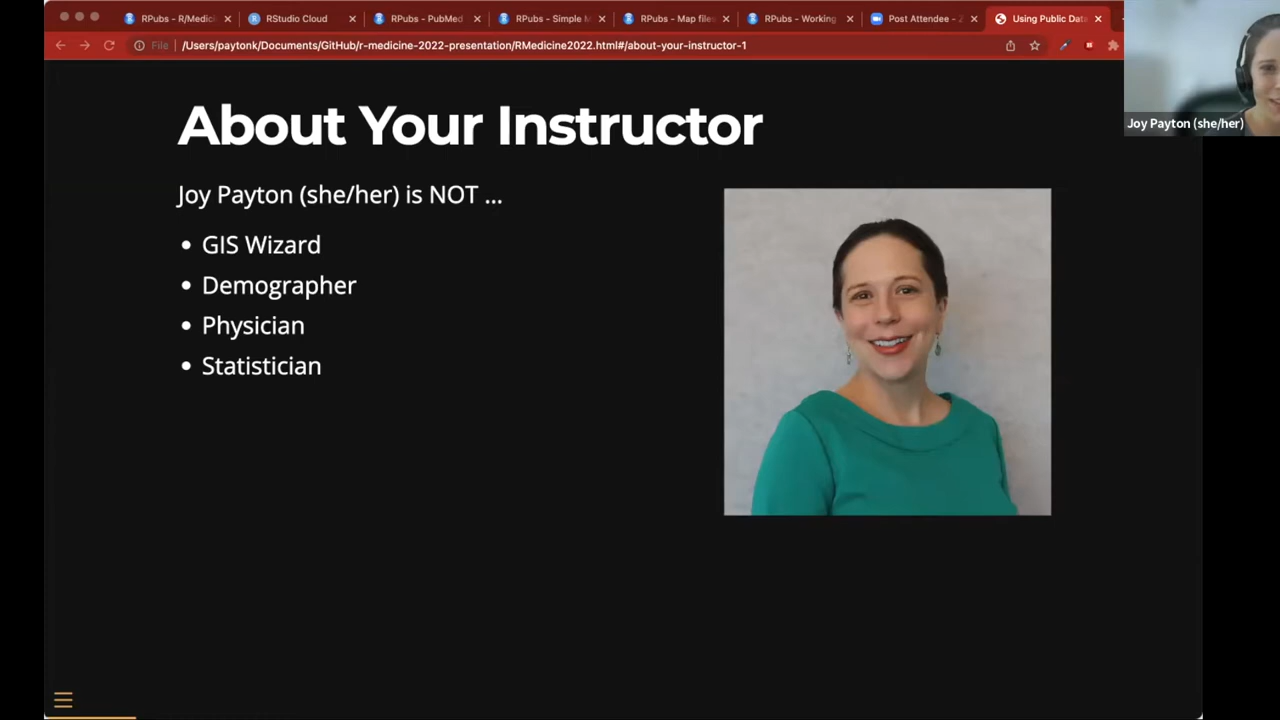 RPubs - R/Medici
RStudio Cloud
RPubs - PubMed
RPubs - Simple M
RPubs - Map files
RPubs - Working
Post Attendee - Z
Using Public Data
File
/Users/paytonk/Documents/GitHub/r-medicine-2022-presentation/RMedicine2022.html#/about-your-instructor-1
Joy Payton (she/her)
About Your Instructor
Joy Payton (she/her) is NOT ...
• GIS Wizard
• Demographer
• Physician
• Statistician